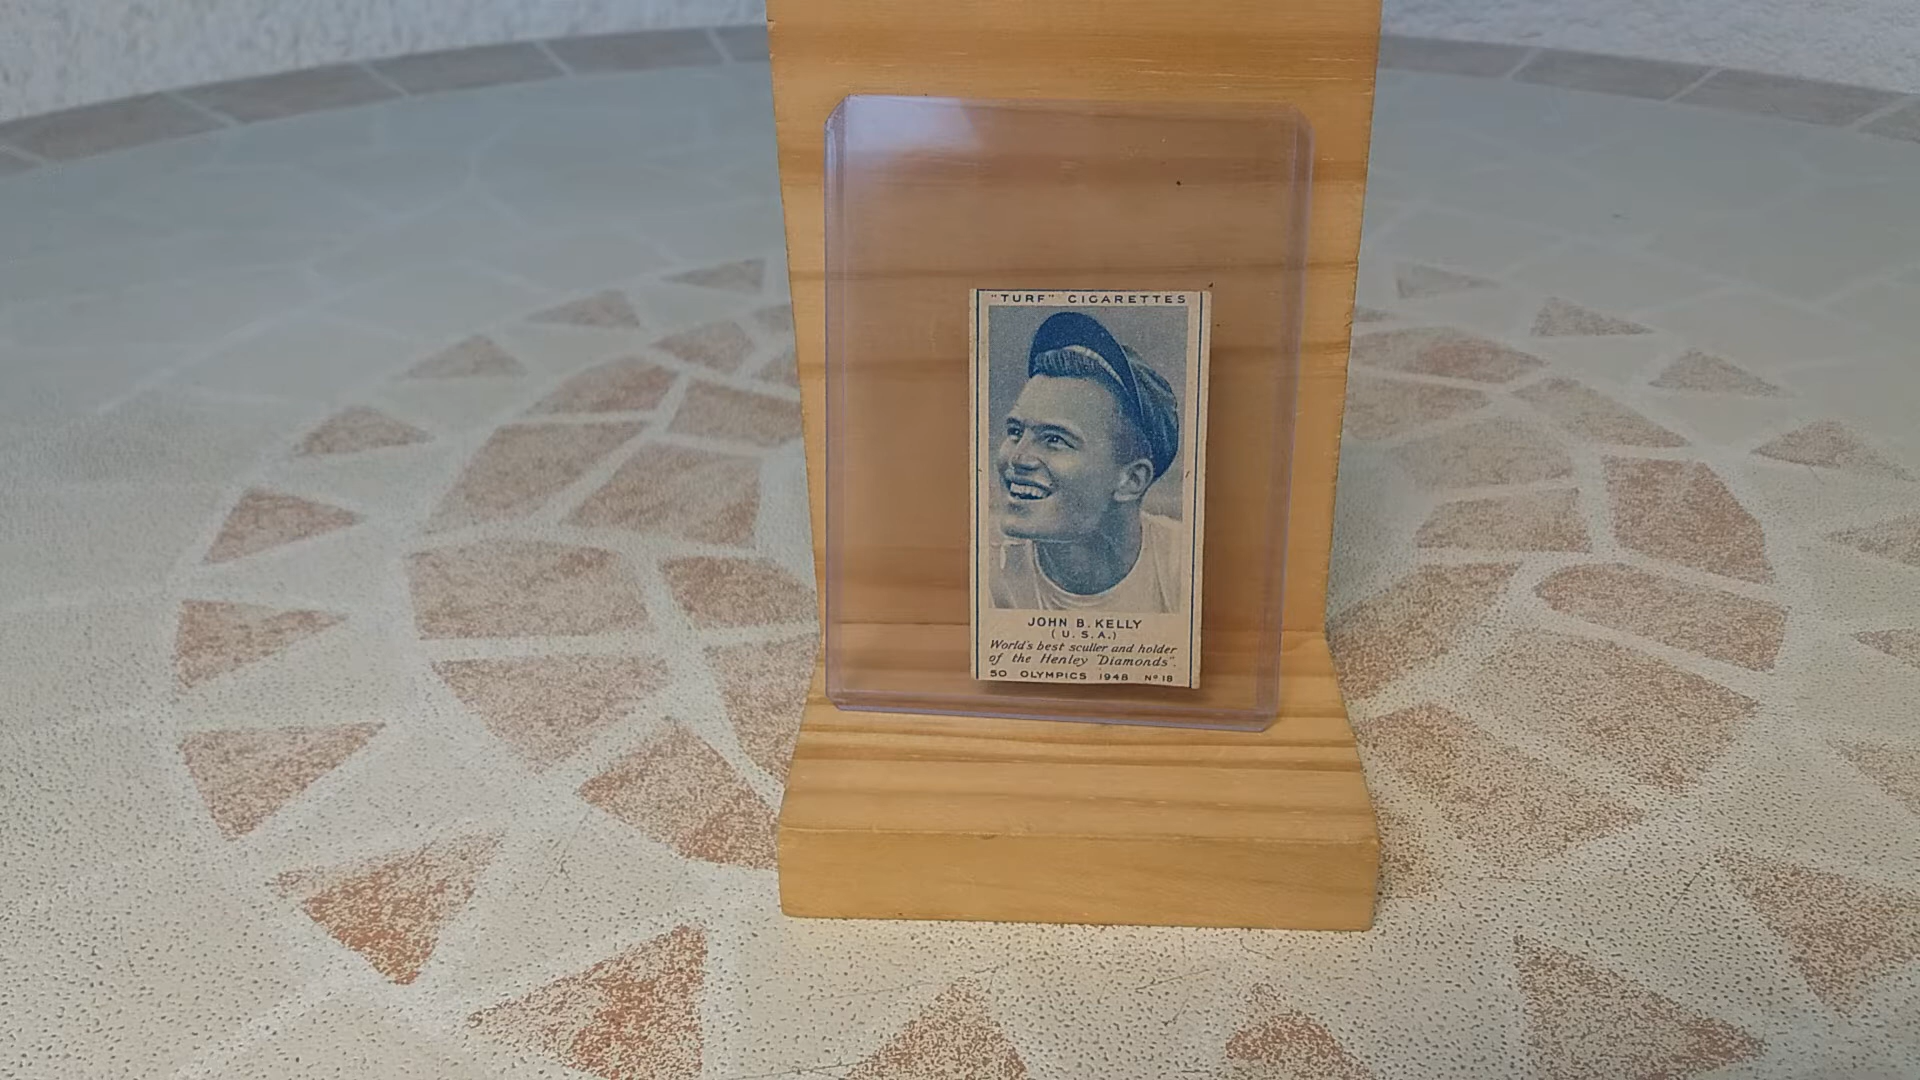 "TURF" CIGARETTES
JOHN B. KELLY
(U.S.A.)
World's best sculler and holder
of the Henley "Diamonds".
50 OLYMPICS 1948 Nº 18